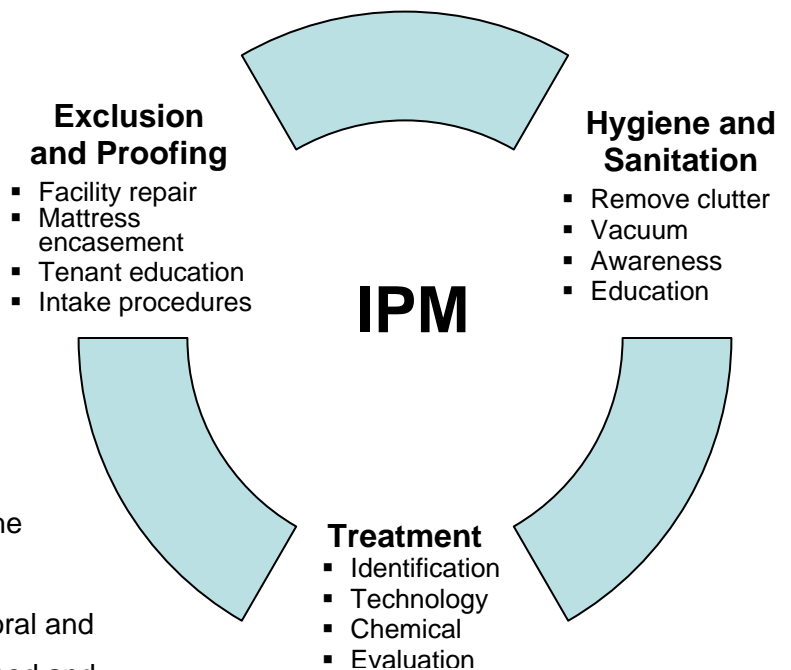 Exclusion
and Proofing
▪ Facility repair
▪ Mattress
encasement
▪ Tenant education
▪ Intake procedures
Hygiene and
Sanitation
▪ Remove clutter
▪ Vacuum
▪ Awareness
▪ Education
IPM
Treatment
▪ Identification
▪ Technology
▪ Chemical
▪ Evaluation
and